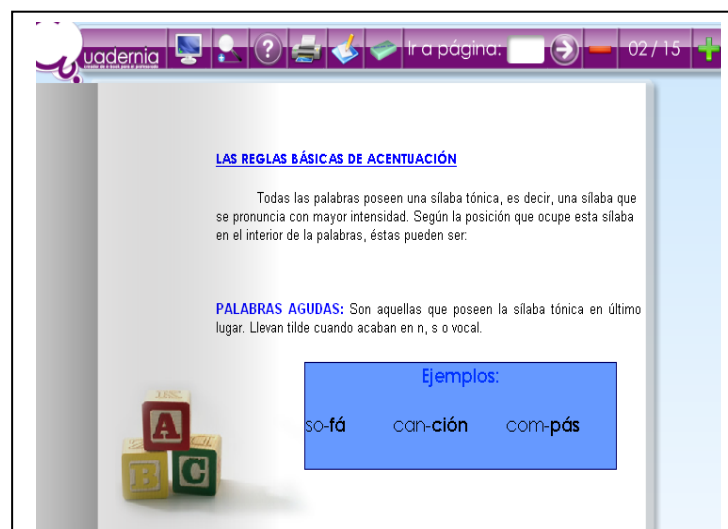 uadernia
Ir a página:
02 / 15
LAS REGLAS BÁSICAS DE ACENTUACIÓN
Todas las palabras poseen una sílaba tónica, es decir, una sílaba que
se pronuncia con mayor intensidad. Según la posición que ocupe esta sílaba
en el interior de la palabras, éstas pueden ser:
PALABRAS AGUDAS: Son aquellas que poseen la sílaba tónica en último
lugar. Llevan tilde cuando acaban en n, s o vocal.
Ejemplos:
so-fá can-ción com-pás
A
B C